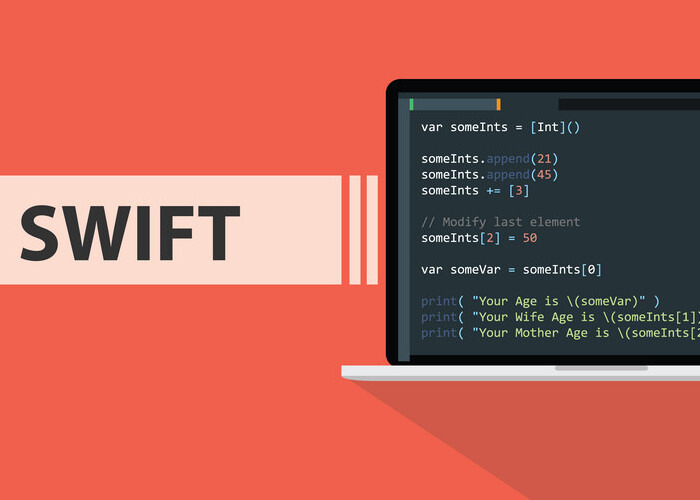 SWIFT
var someInts = [Int]()
someInts.append(21)
someInts.append(45)
someInts += [3]
// Modify last element
someInts[2] = 50
var someVar = someInts[0]
print( "Your Age is \(someVar)" )
print( "Your Wife Age is \(someInts[1])
print( "Your Mother Age is \(someInts[2